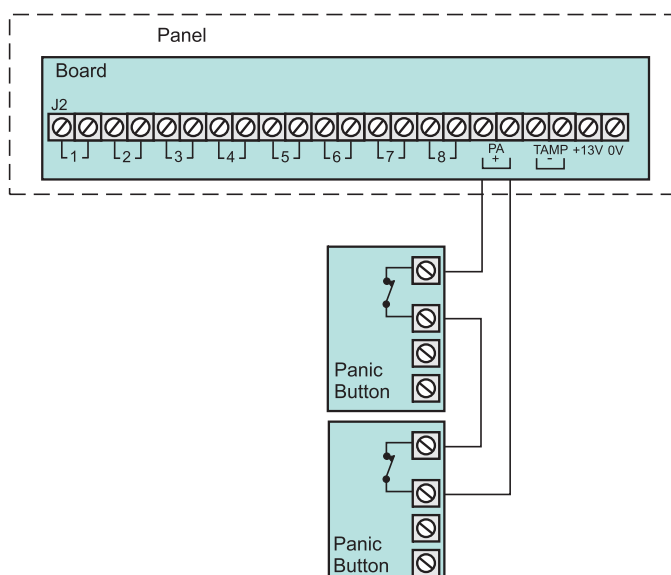 Panel
Board
J2
1 2 3 4 5 6 7 8 PA TAMP +13V 0V
+ -
Panic
Button
Panic
Button